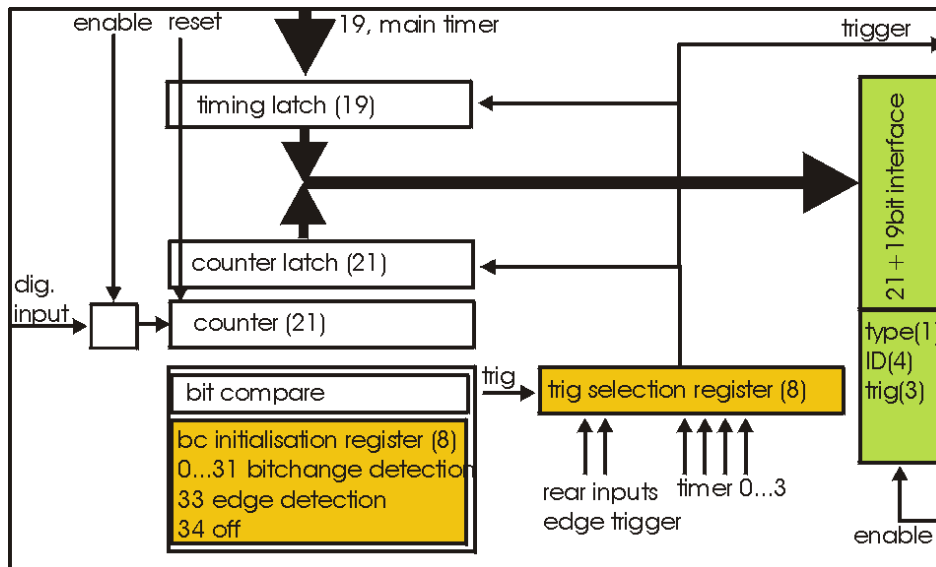 enable
reset
19, main timer
trigger
timing latch (19)
counter latch (21)
dig.
input
counter (21)
21+19bit interface
type(1)
ID(4)
trig(3)
bit compare
trig
trig selection register (8)
bc initialisation register (8)
0...31 bitchange detection
33 edge detection
34 off
rear inputs
edge trigger
timer 0...3
enable